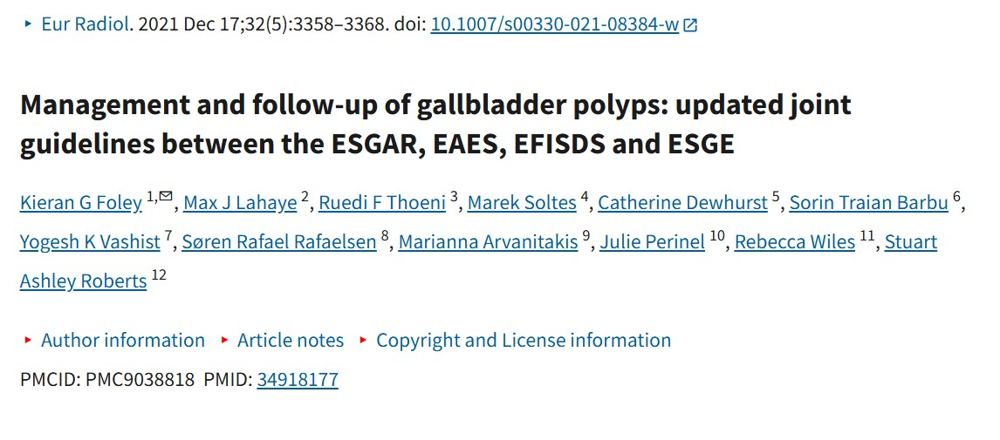 ‣ Eur Radiol. 2021 Dec 17;32(5):3358–3368. doi: 10.1007/s00330-021-08384-w
Management and follow-up of gallbladder polyps: updated joint
guidelines between the ESGAR, EAES, EFISDS and ESGE
Kieran G Foley 1,✉, Max J Lahaye 2, Ruedi F Thoeni 3, Marek Soltes 4, Catherine Dewhurst 5, Sorin Traian Barbu 6,
Yogesh K Vashist 7, Søren Rafael Rafaelsen 8, Marianna Arvanitakis 9, Julie Perinel 10, Rebecca Wiles 11, Stuart
Ashley Roberts 12
‣ Author information ‣ Article notes ‣ Copyright and License information
PMCID: PMC9038818 PMID: 34918177